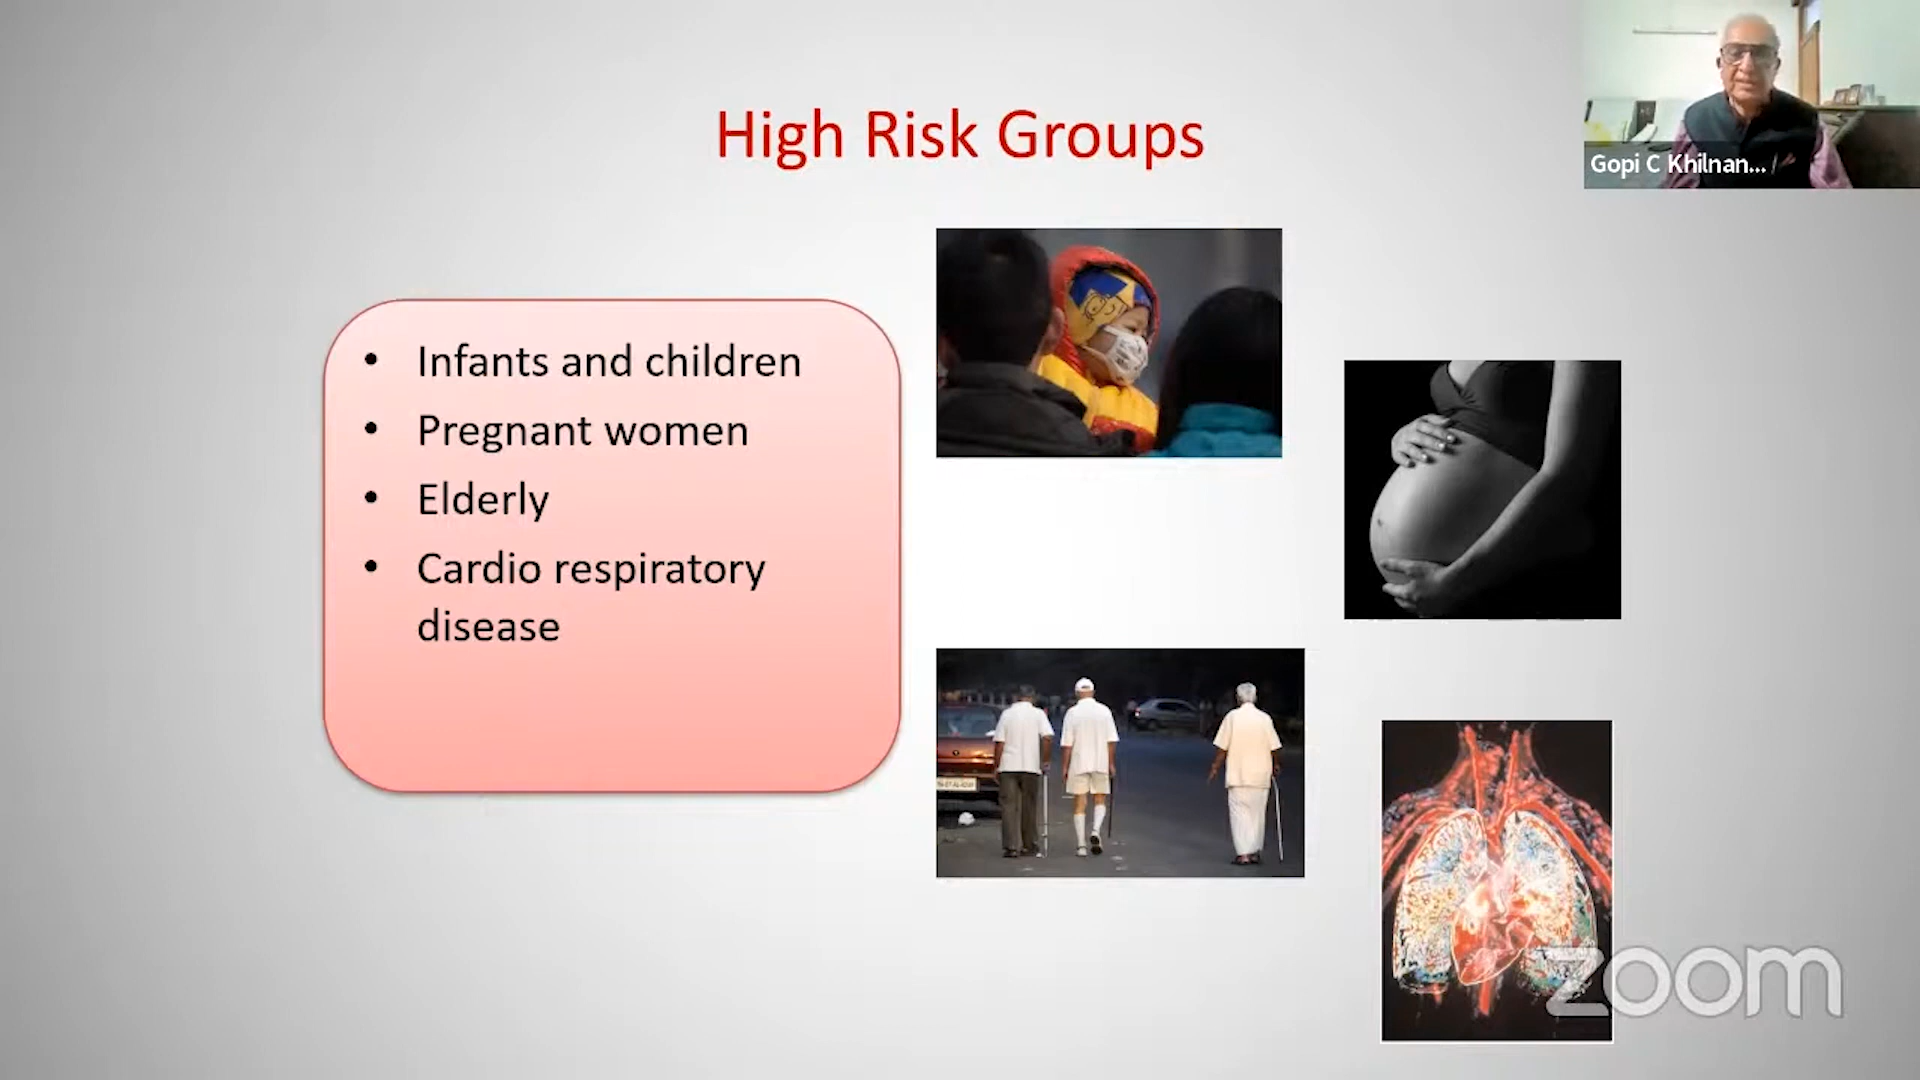 High Risk Groups
Gopi C Khilnan...
• Infants and children
• Pregnant women
• Elderly
• Cardio respiratory
disease
zoom